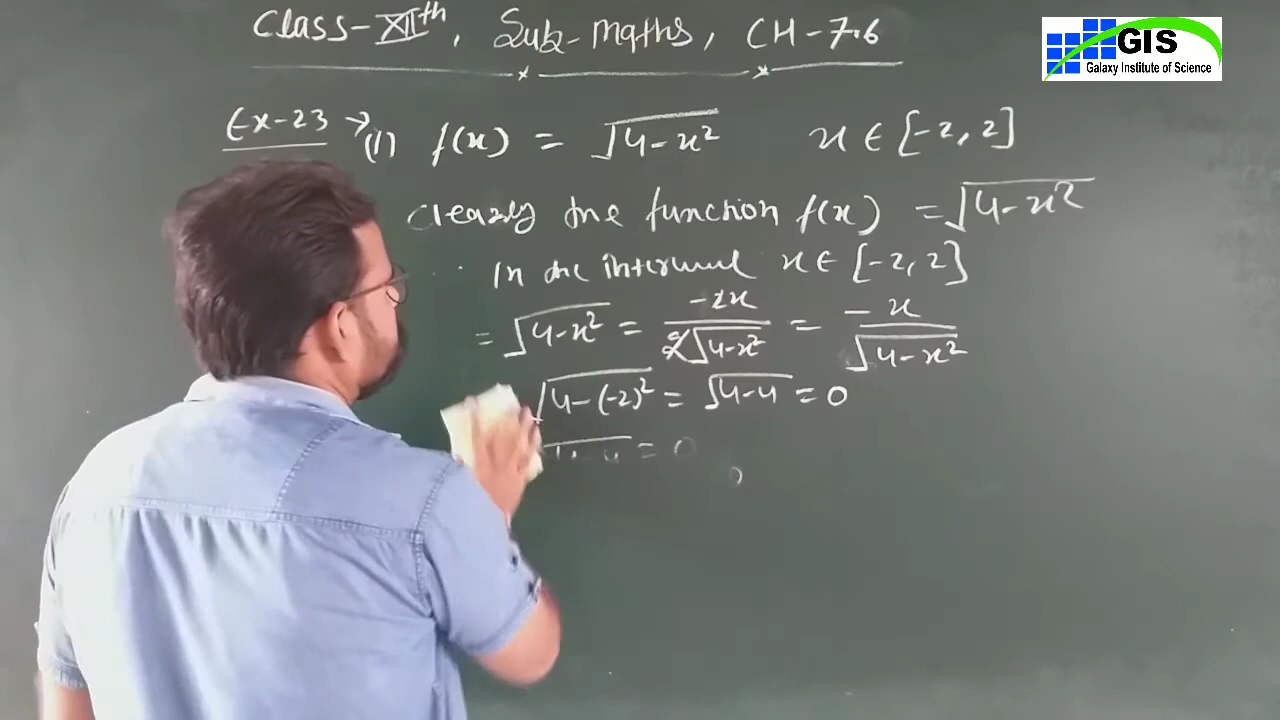 Class-XIIth, Sub-Maths, CH-7.6
GIS
Galaxy Institute of Science
Ex-23 → (1) f(x) = √4-x² x ∈ [-2, 2]
Clearly the function f(x) = √4-x²
In the interval x ∈ [-2, 2]
= √4-x² = -2x/2√4-x² = -x/√4-x²
√4-(-2)² = √4-4 = 0
= 0